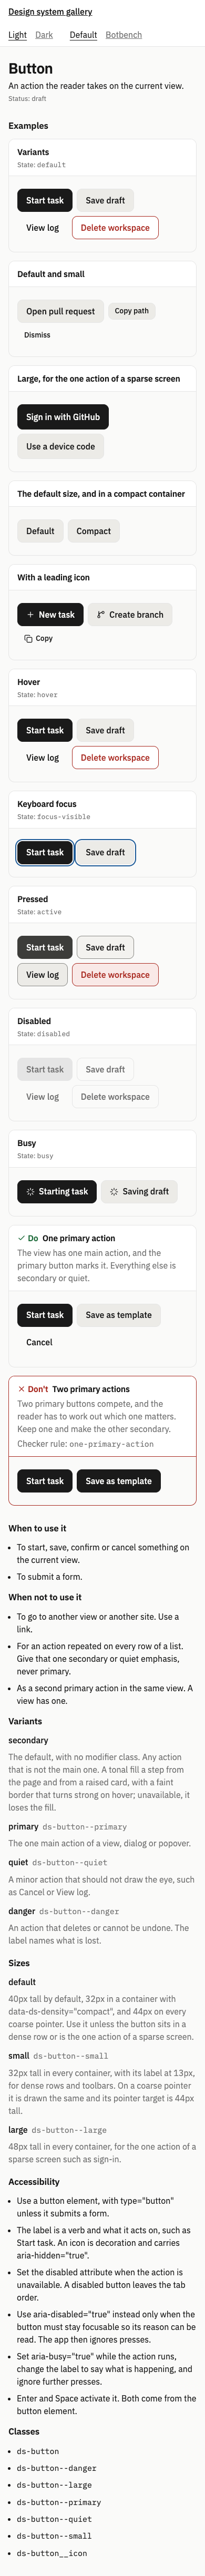 Design system gallery
Light Dark Default Botbench
Button
An action the reader takes on the current view.
Status: draft
Examples
Variants
State: default
Start task Save draft
View log Delete workspace
Default and small
Open pull request Copy path
Dismiss
Large, for the one action of a sparse screen
Sign in with GitHub
Use a device code
The default size, and in a compact container
Default Compact
With a leading icon
New task Create branch
Copy
Hover
State: hover
Start task Save draft
View log Delete workspace
Keyboard focus
State: focus-visible
Start task Save draft
Pressed
State: active
Start task Save draft
View log Delete workspace
Disabled
State: disabled
Start task Save draft
View log Delete workspace
Busy
State: busy
Starting task Saving draft
Do One primary action
The view has one main action, and the
primary button marks it. Everything else is
secondary or quiet.
Start task Save as template
Cancel
Don't Two primary actions
Two primary buttons compete, and the
reader has to work out which one matters.
Keep one and make the other secondary.
Checker rule: one-primary-action
Start task Save as template
When to use it
• To start, save, confirm or cancel something on
the current view.
• To submit a form.
When not to use it
• To go to another view or another site. Use a
link.
• For an action repeated on every row of a list.
Give that one secondary or quiet emphasis,
never primary.
• As a second primary action in the same view. A
view has one.
Variants
secondary
The default, with no modifier class. Any action
that is not the main one. A tonal fill a step from
the page and from a raised card, with a faint
border that turns strong on hover; unavailable, it
loses the fill.
primary ds-button--primary
The one main action of a view, dialog or popover.
quiet ds-button--quiet
A minor action that should not draw the eye, such
as Cancel or View log.
danger ds-button--danger
An action that deletes or cannot be undone. The
label names what is lost.
Sizes
default
40px tall by default, 32px in a container with
data-ds-density="compact", and 44px on every
coarse pointer. Use it unless the button sits in a
dense row or is the one action of a sparse screen.
small ds-button--small
32px tall in every container, with its label at 13px,
for dense rows and toolbars. On a coarse pointer
it is drawn the same and its pointer target is 44px
tall.
large ds-button--large
48px tall in every container, for the one action of a
sparse screen such as sign-in.
Accessibility
• Use a button element, with type="button"
unless it submits a form.
• The label is a verb and what it acts on, such as
Start task. An icon is decoration and carries
aria-hidden="true".
• Set the disabled attribute when the action is
unavailable. A disabled button leaves the tab
order.
• Use aria-disabled="true" instead only when the
button must stay focusable so its reason can be
read. The app then ignores presses.
• Set aria-busy="true" while the action runs,
change the label to say what is happening, and
ignore further presses.
• Enter and Space activate it. Both come from the
button element.
Classes
• ds-button
• ds-button--danger
• ds-button--large
• ds-button--primary
• ds-button--quiet
• ds-button--small
• ds-button__icon